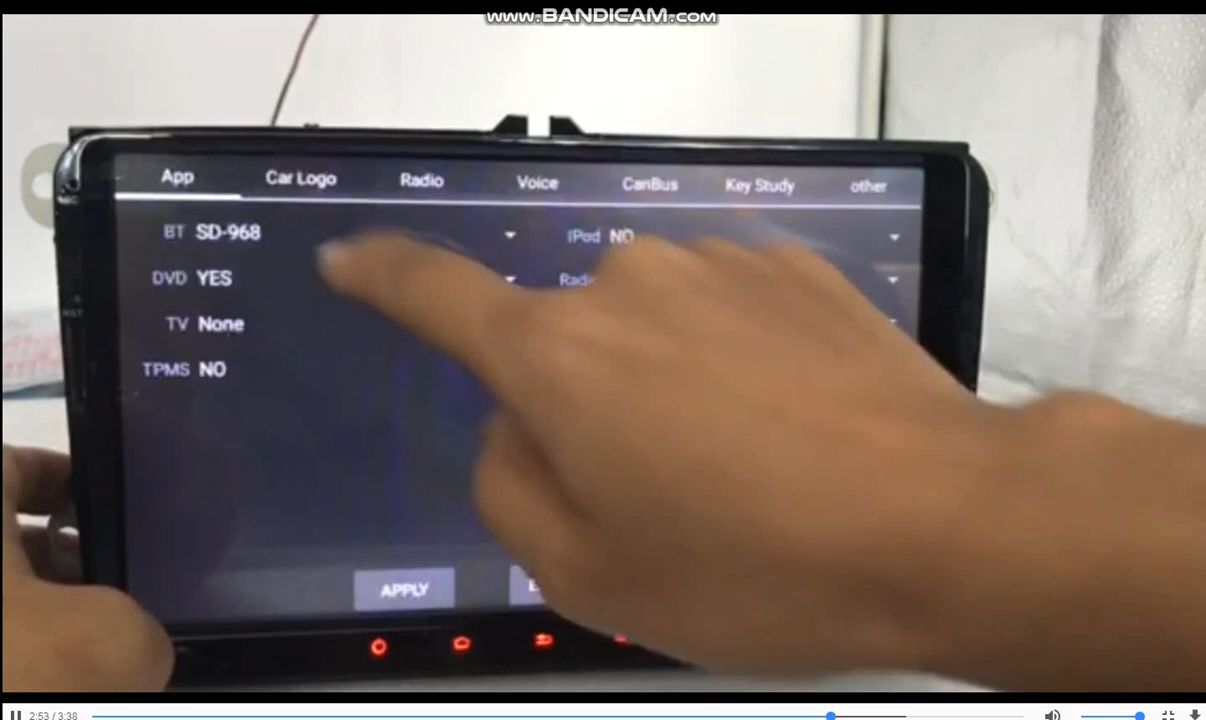 www.BANDICAM.com
App Car Logo Radio Voice CanBus Key Study other
BT SD-968 IPod NO
DVD YES
TV None
TPMS NO
APPLY
2:53 / 3:38